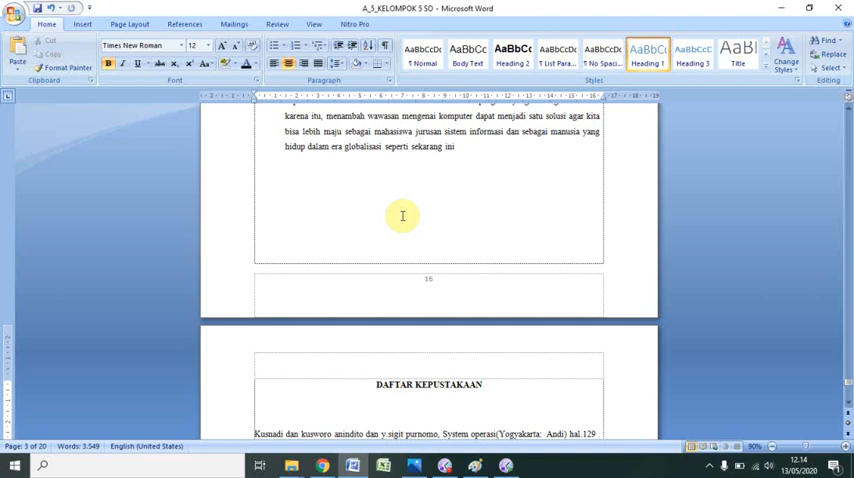 A_5_KELOMPOK 5 SO - Microsoft Word
Home Insert Page Layout References Mailings Review View Nitro Pro
Cut
Copy
Format Painter
Paste
Clipboard
Times New Roman 12
Font
Paragraph
AaBbCcDc AaBbCc AaBbCc AaBbCcDc AaBbCcDc AaBbCc AaBbCcDc AaBl
¶ Normal Body Text Heading 2 ¶ List Para... ¶ No Spaci... Heading 1 Heading 3 Title
Change Styles
Styles
Find
Replace
Select
Editing
karena itu, menambah wawasan mengenai komputer dapat menjadi satu solusi agar kita
bisa lebih maju sebagai mahasiswa jurusan sistem informasi dan sebagai manusia yang
hidup dalam era globalisasi seperti sekarang ini
16
DAFTAR KEPUSTAKAAN
Kusnadi dan kusworo anindito dan y.sigit purnomo, System operasi(Yogyakarta: Andi) hal.129
Page: 3 of 20 Words: 3.549 English (United States) 90%
12.14
13/05/2020